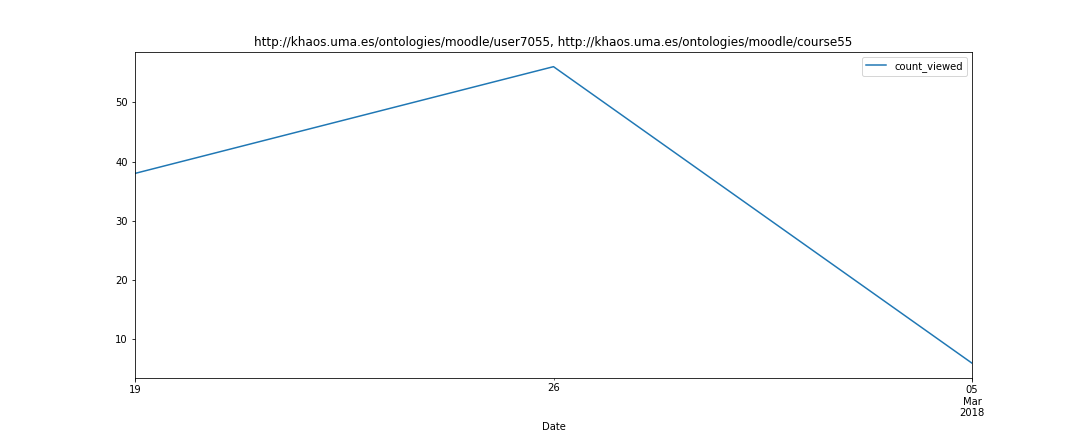 http://khaos.uma.es/ontologies/moodle/user7055, http://khaos.uma.es/ontologies/moodle/course55
count_viewed
50
40
30
20
10
19
26
05
Mar
2018
Date